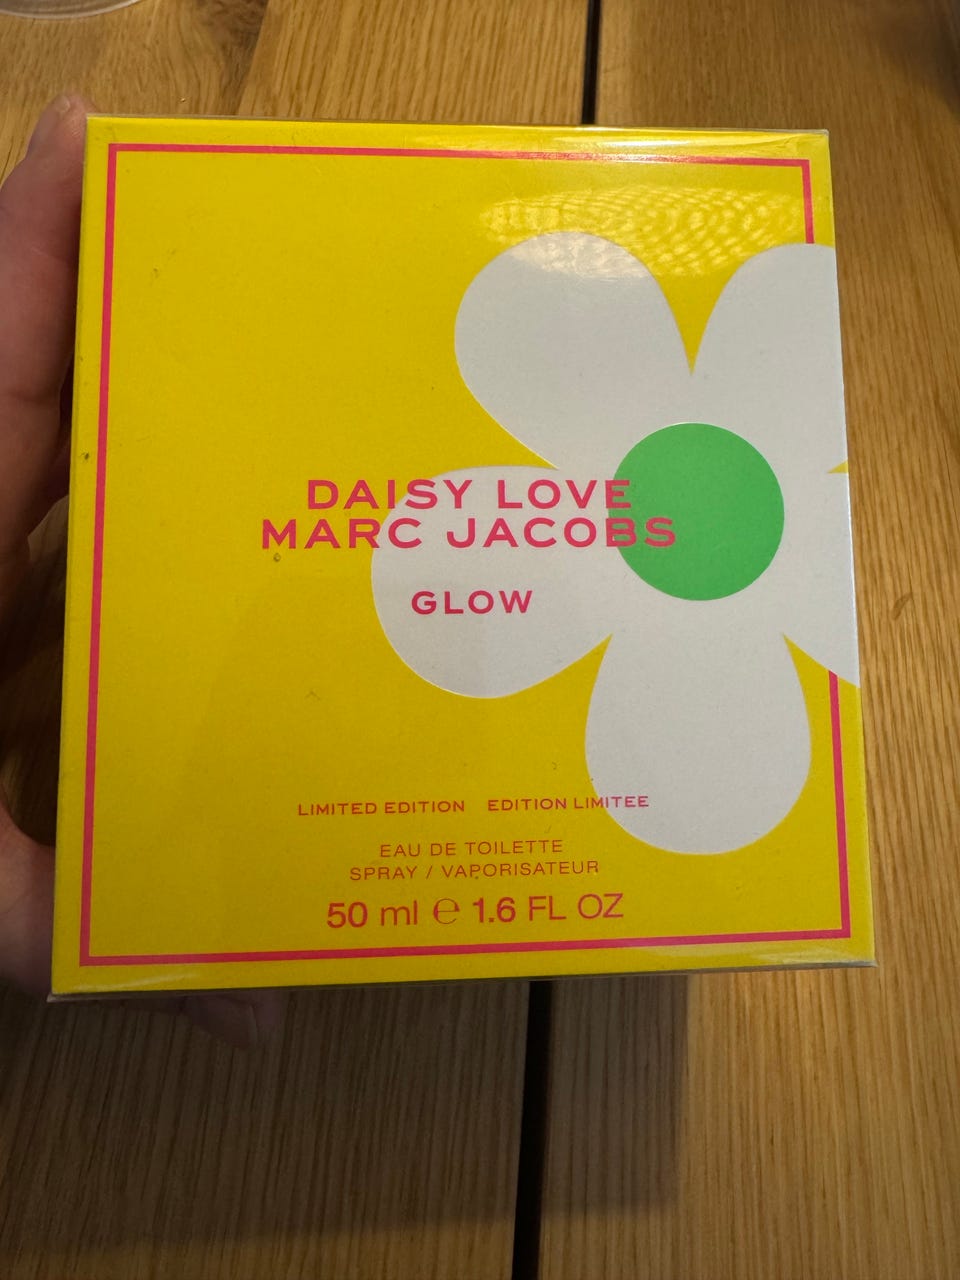 DAISY LOVE
MARC JACOBS
GLOW
LIMITED EDITION EDITION LIMITEE
EAU DE TOILETTE
SPRAY / VAPORISATEUR
50 ml ℮ 1.6 FL OZ